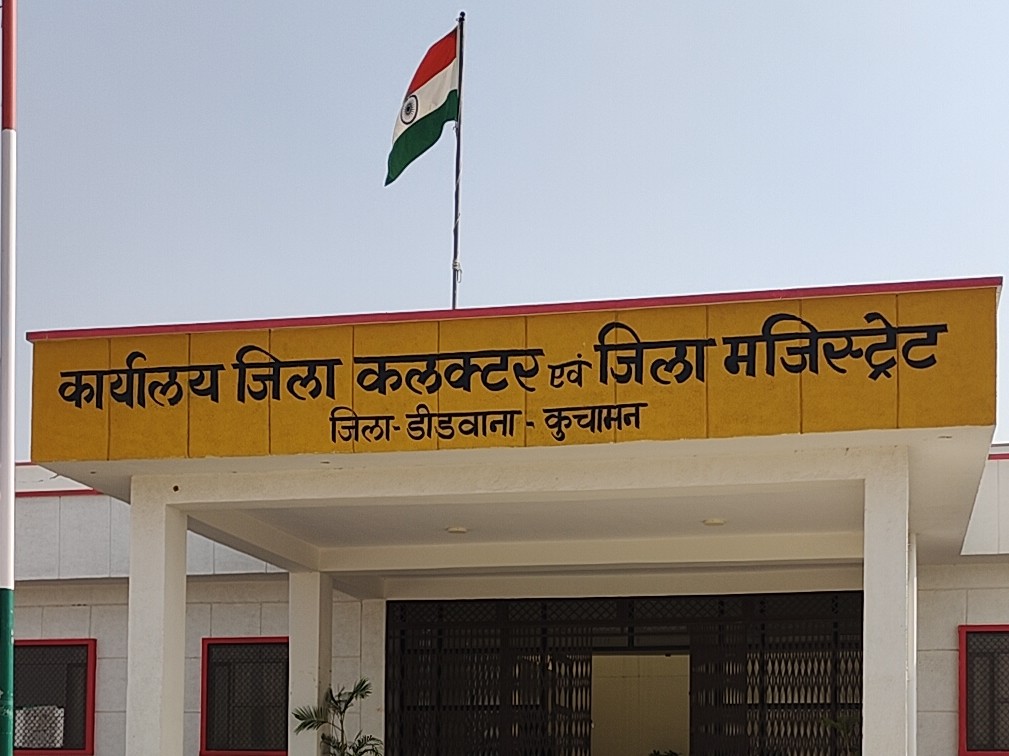 कार्यालय जिला कलक्टर एवं जिला मजिस्ट्रेट
जिला-डीडवाना - कुचामन